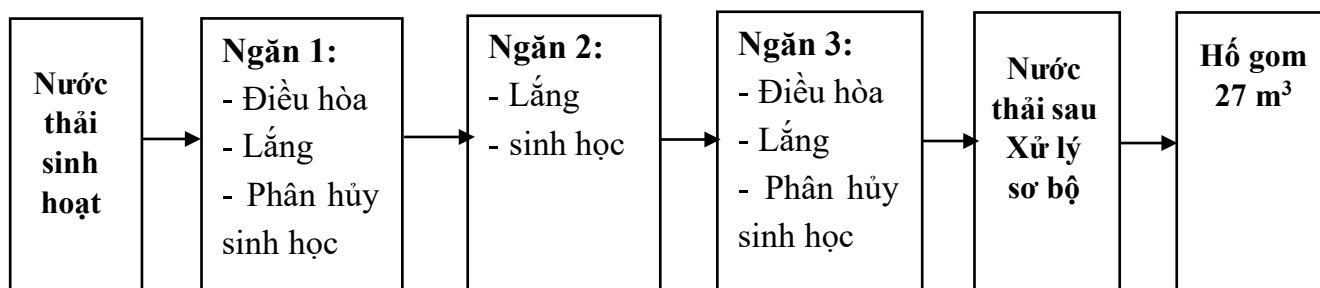 Nước
thải
sinh
hoạt
Ngăn 1:
- Điều hòa
- Lắng
- Phân hủy
sinh học
Ngăn 2:
- Lắng
- sinh học
Ngăn 3:
- Điều hòa
- Lắng
- Phân hủy
sinh học
Nước
thải sau
Xử lý
sơ bộ
Hố gom
27 m³